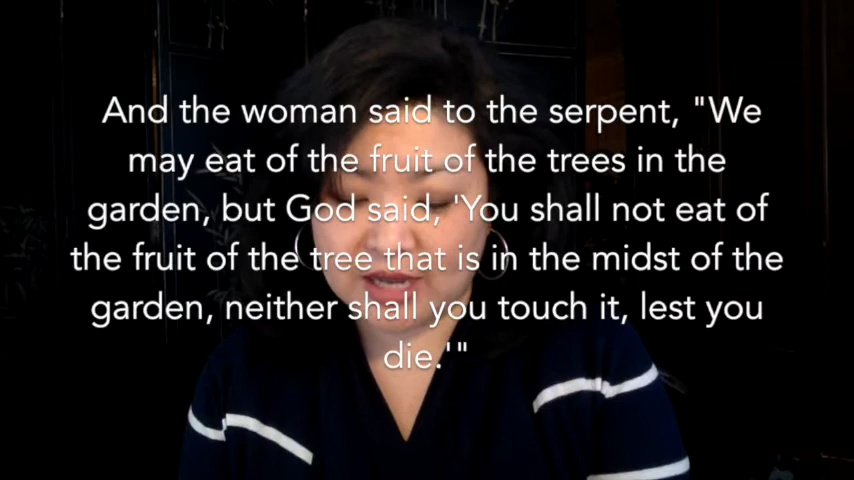 And the woman said to the serpent, "We
may eat of the fruit of the trees in the
garden, but God said, 'You shall not eat of
the fruit of the tree that is in the midst of the
garden, neither shall you touch it, lest you
die.'"